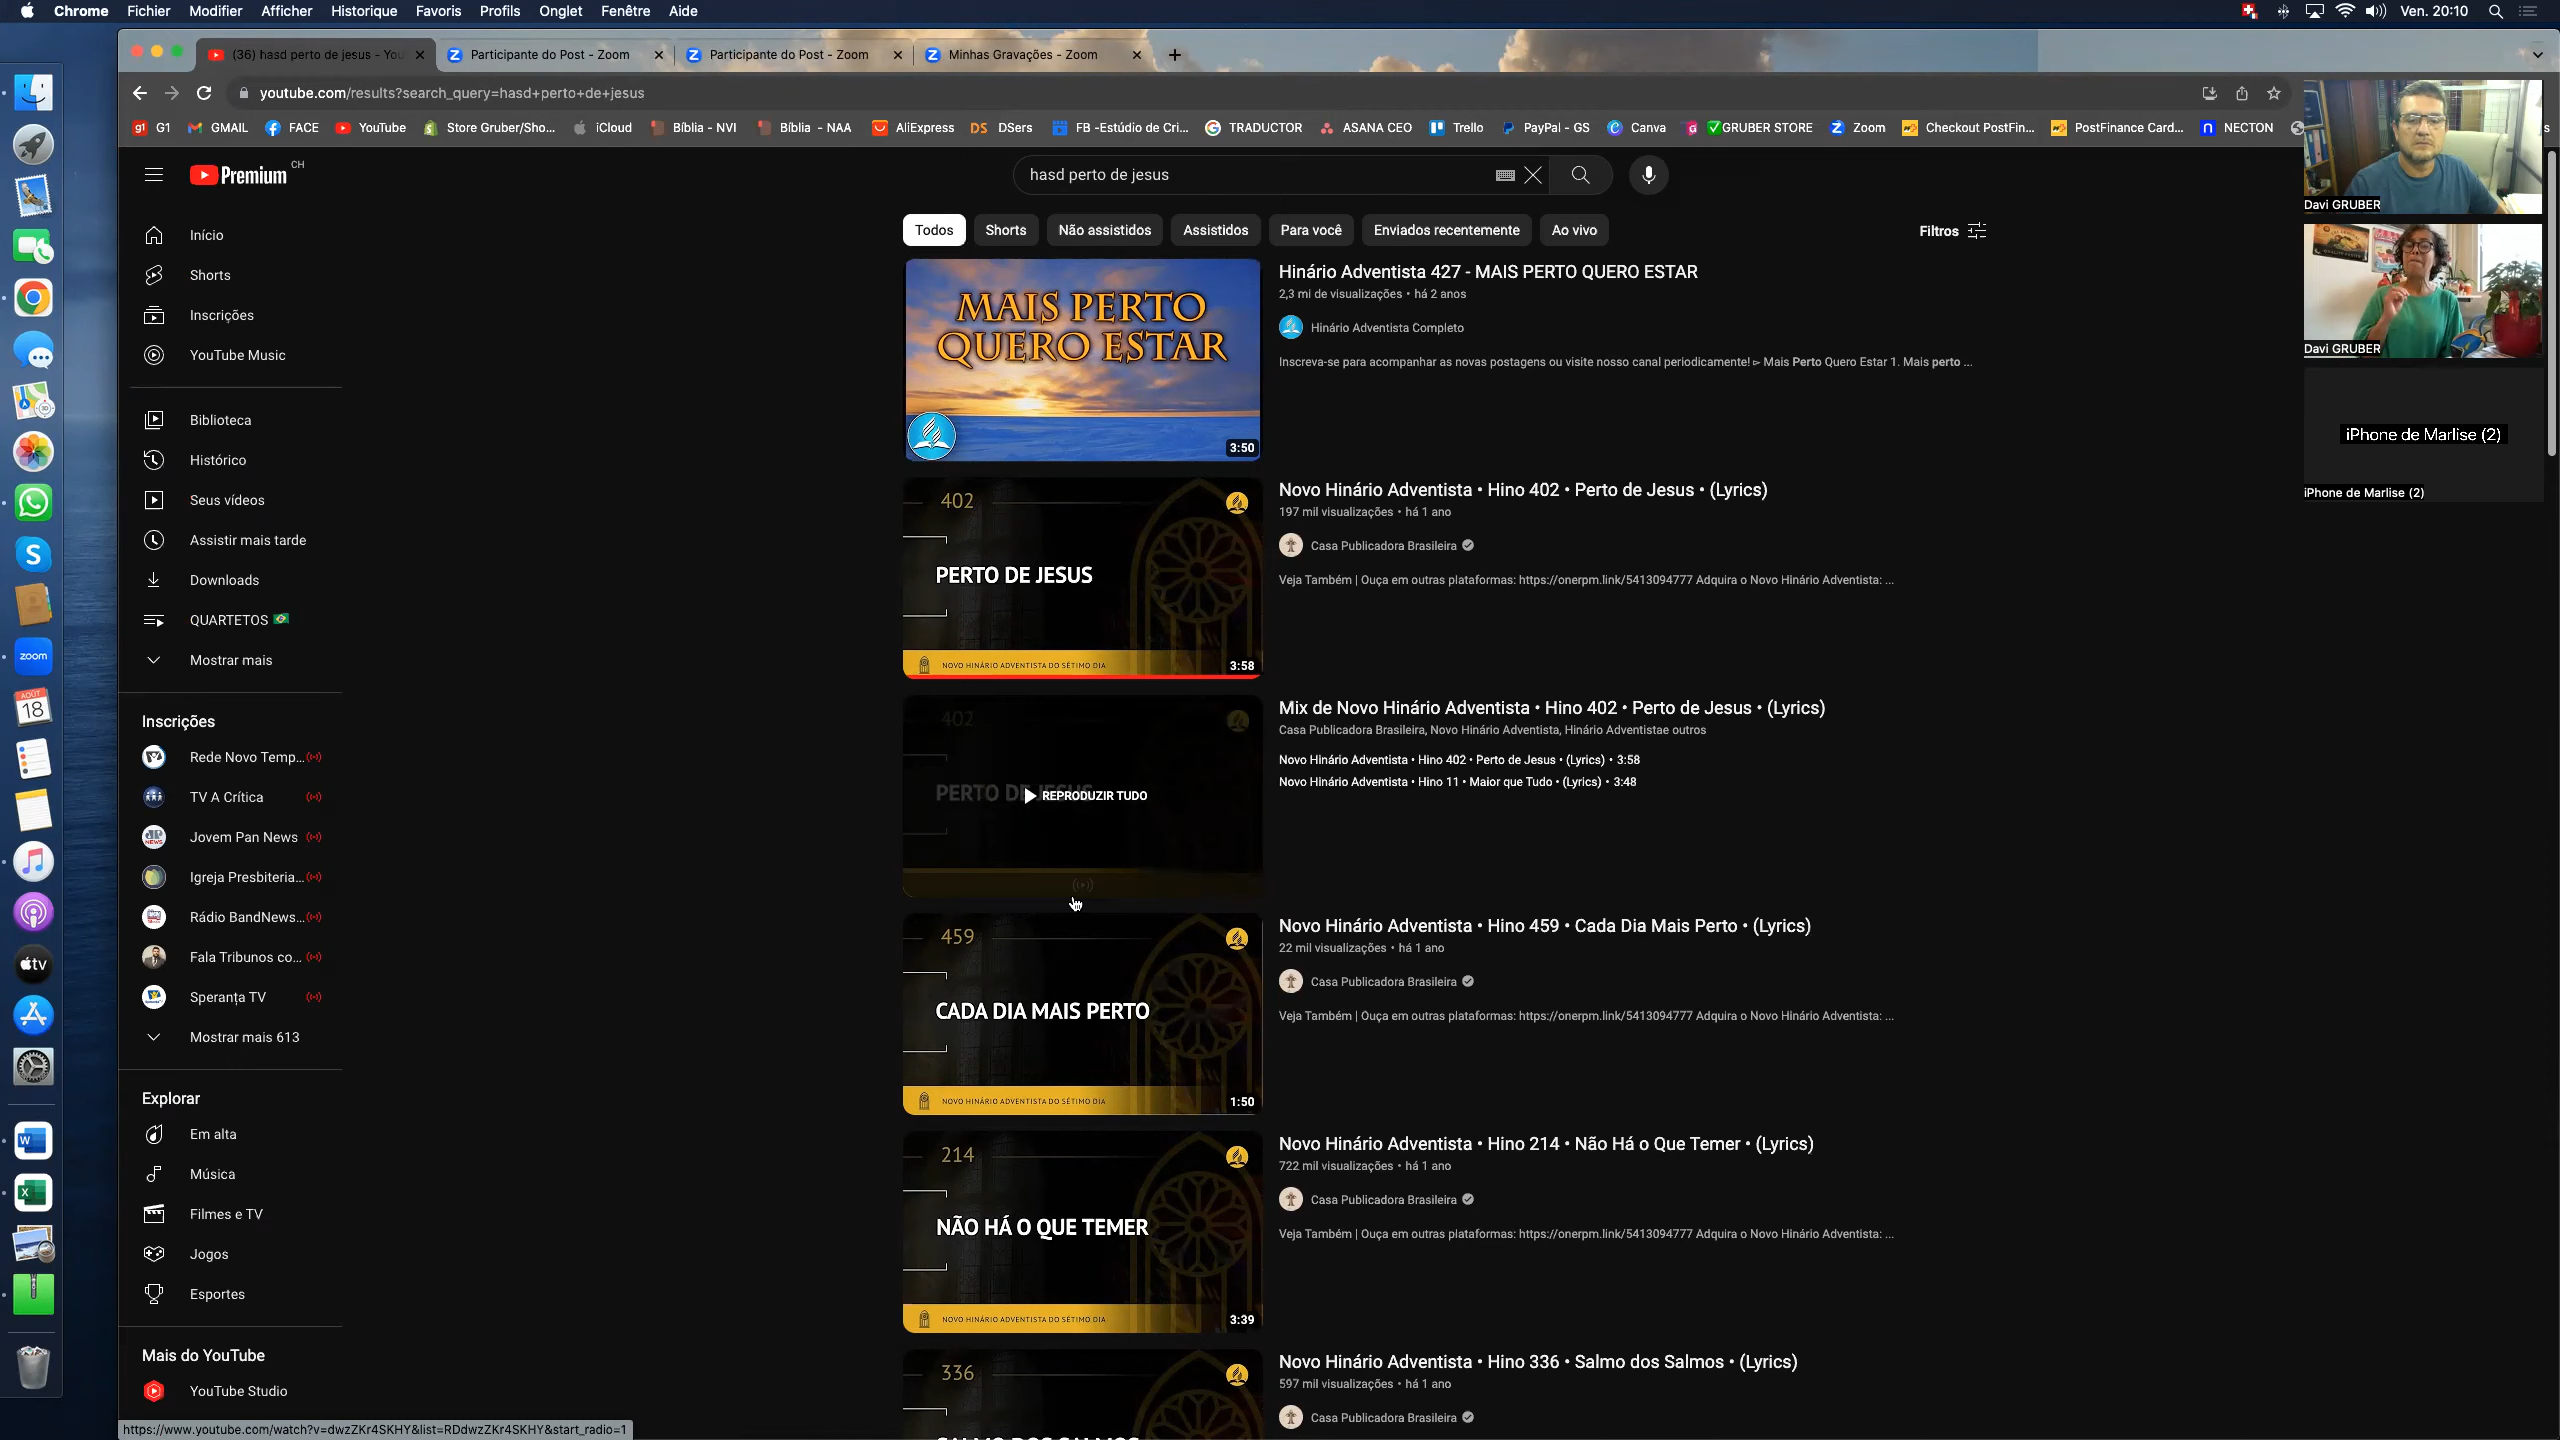 Chrome Fichier Modifier Afficher Historique Favoris Profils Onglet Fenêtre Aide Ven. 20:10
(36) hasd perto de jesus - You
Participante do Post - Zoom
Participante do Post - Zoom
Minhas Gravações - Zoom
youtube.com/results?search_query=hasd+perto+de+jesus
G1 GMAIL FACE YouTube Store Gruber/Sho... iCloud Bíblia - NVI Bíblia - NAA AliExpress DSers FB -Estúdio de Cri... TRADUCTOR ASANA CEO Trello PayPal - GS Canva GRUBER STORE Zoom Checkout PostFin... PostFinance Card... NECTON
Premium CH
hasd perto de jesus
Início
Shorts
Inscrições
YouTube Music
Biblioteca
Histórico
Seus vídeos
Assistir mais tarde
Downloads
QUARTETOS
Mostrar mais
Inscrições
Rede Novo Temp...
TV A Crítica
Jovem Pan News
Igreja Presbiteria...
Rádio BandNews...
Fala Tribunos co...
Speranța TV
Mostrar mais 613
Explorar
Em alta
Música
Filmes e TV
Jogos
Esportes
Mais do YouTube
YouTube Studio
https://www.youtube.com/watch?v=dwzZKr4SKHY&list=RDdwzZKr4SKHY&start_radio=1
Todos Shorts Não assistidos Assistidos Para você Enviados recentemente Ao vivo Filtros
MAIS PERTO
QUERO ESTAR
3:50
Hinário Adventista 427 - MAIS PERTO QUERO ESTAR
2,3 mi de visualizações • há 2 anos
Hinário Adventista Completo
Inscreva-se para acompanhar as novas postagens ou visite nosso canal periodicamente! ▻ Mais Perto Quero Estar 1. Mais perto ...
402
PERTO DE JESUS
NOVO HINÁRIO ADVENTISTA DO SÉTIMO DIA
3:58
Novo Hinário Adventista • Hino 402 • Perto de Jesus • (Lyrics)
197 mil visualizações • há 1 ano
Casa Publicadora Brasileira
Veja Também | Ouça em outras plataformas: https://onerpm.link/5413094777 Adquira o Novo Hinário Adventista: ...
402
PERTO DE JESUS
REPRODUZIR TUDO
Mix de Novo Hinário Adventista • Hino 402 • Perto de Jesus • (Lyrics)
Casa Publicadora Brasileira, Novo Hinário Adventista, Hinário Adventistae outros
Novo Hinário Adventista • Hino 402 • Perto de Jesus • (Lyrics) • 3:58
Novo Hinário Adventista • Hino 11 • Maior que Tudo • (Lyrics) • 3:48
459
CADA DIA MAIS PERTO
NOVO HINÁRIO ADVENTISTA DO SÉTIMO DIA
1:50
Novo Hinário Adventista • Hino 459 • Cada Dia Mais Perto • (Lyrics)
22 mil visualizações • há 1 ano
Casa Publicadora Brasileira
Veja Também | Ouça em outras plataformas: https://onerpm.link/5413094777 Adquira o Novo Hinário Adventista: ...
214
NÃO HÁ O QUE TEMER
NOVO HINÁRIO ADVENTISTA DO SÉTIMO DIA
3:39
Novo Hinário Adventista • Hino 214 • Não Há o Que Temer • (Lyrics)
722 mil visualizações • há 1 ano
Casa Publicadora Brasileira
Veja Também | Ouça em outras plataformas: https://onerpm.link/5413094777 Adquira o Novo Hinário Adventista: ...
336
SALMO DOS SALMOS
Novo Hinário Adventista • Hino 336 • Salmo dos Salmos • (Lyrics)
597 mil visualizações • há 1 ano
Casa Publicadora Brasileira
Davi GRUBER
Davi GRUBER
iPhone de Marlise (2)
iPhone de Marlise (2)
zoom
AOÛT
18
tv